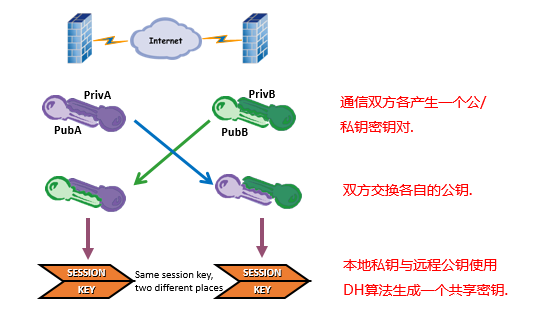 Internet
PrivA
PrivB
PubA
PubB
通信双方各产生一个公/
私钥密钥对.
双方交换各自的公钥.
SESSION
KEY
Same session key,
two different places
SESSION
KEY
本地私钥与远程公钥使用
DH算法生成一个共享密钥.